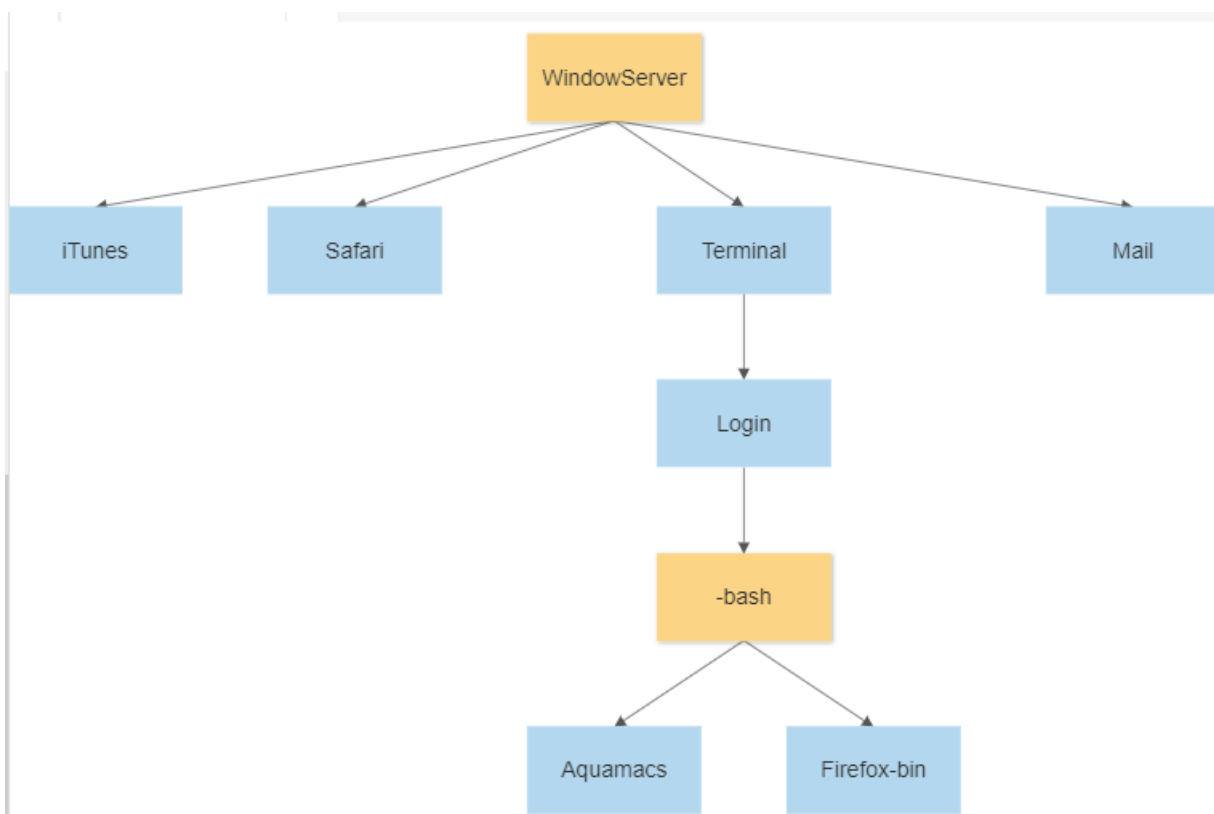 WindowServer
iTunes
Safari
Terminal
Mail
Login
-bash
Aquamacs
Firefox-bin